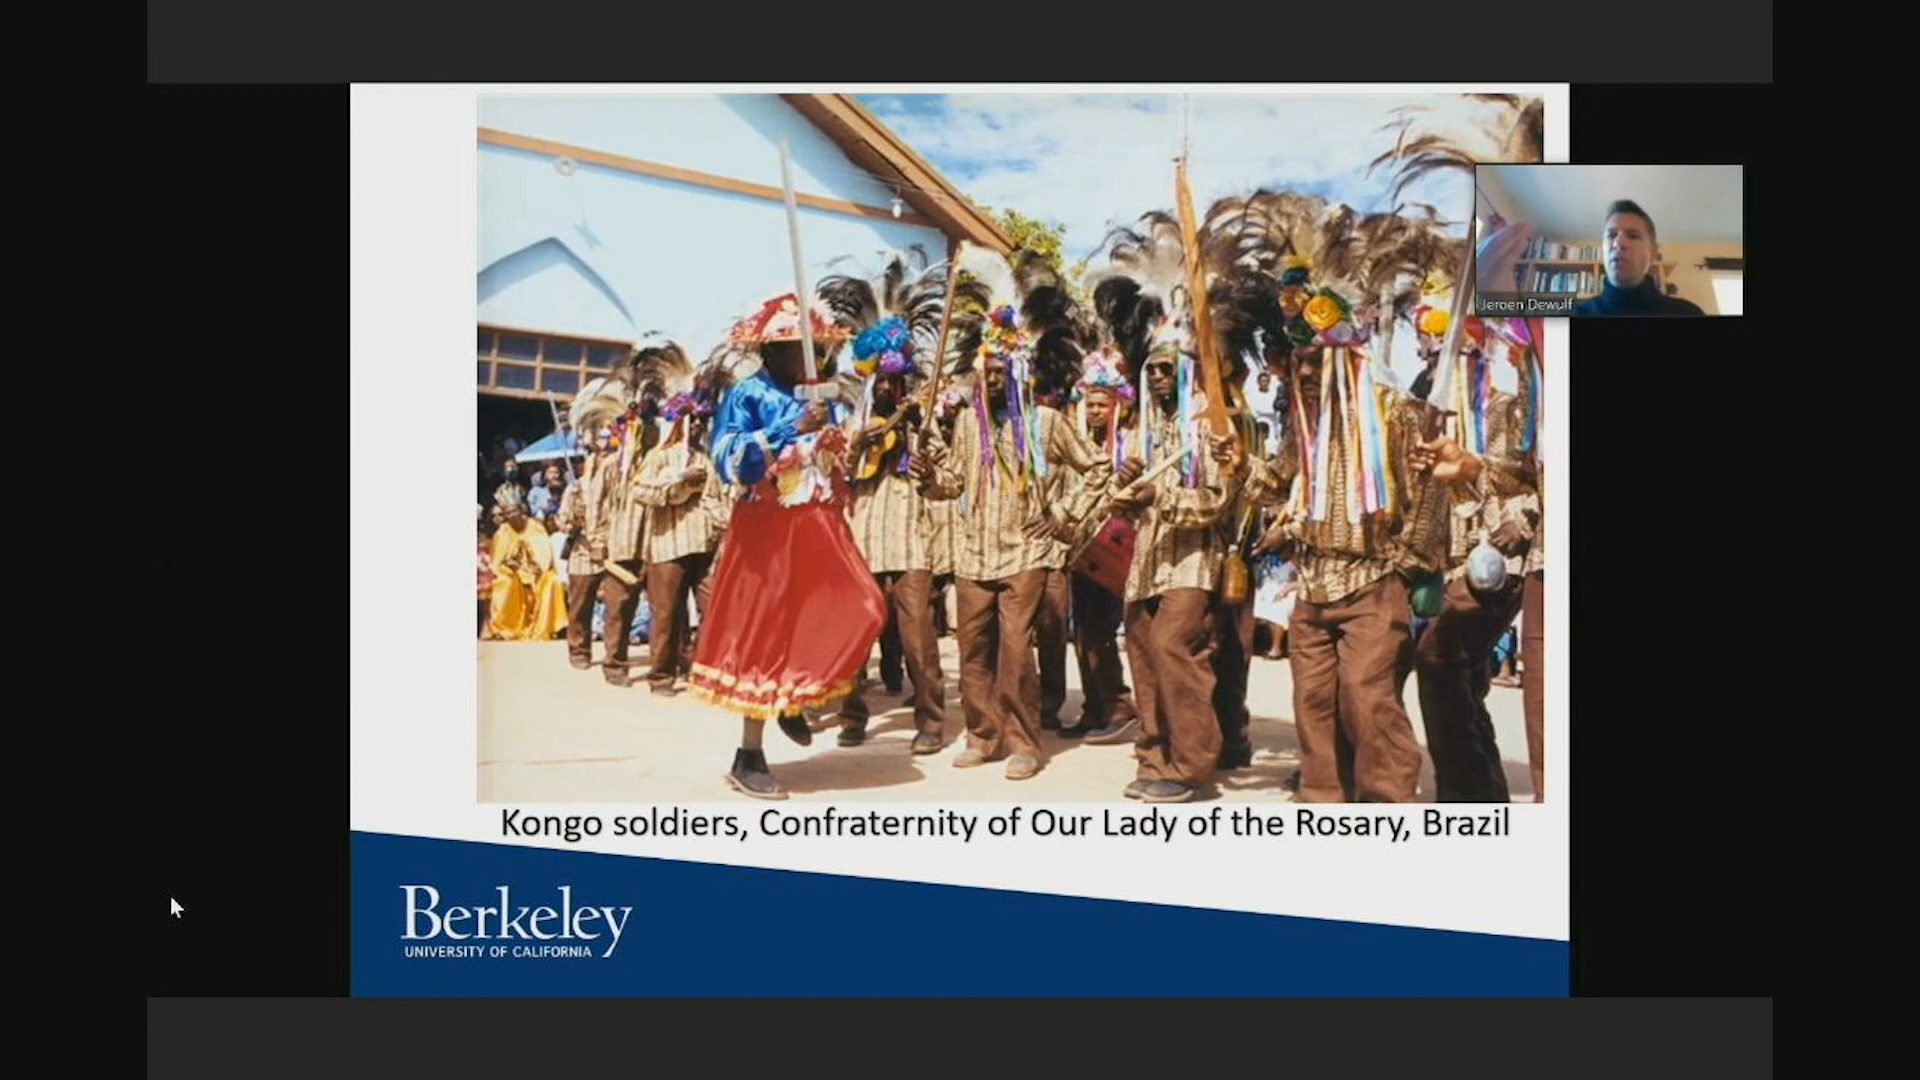 Jeroen Dewulf
Kongo soldiers, Confraternity of Our Lady of the Rosary, Brazil
Berkeley
UNIVERSITY OF CALIFORNIA